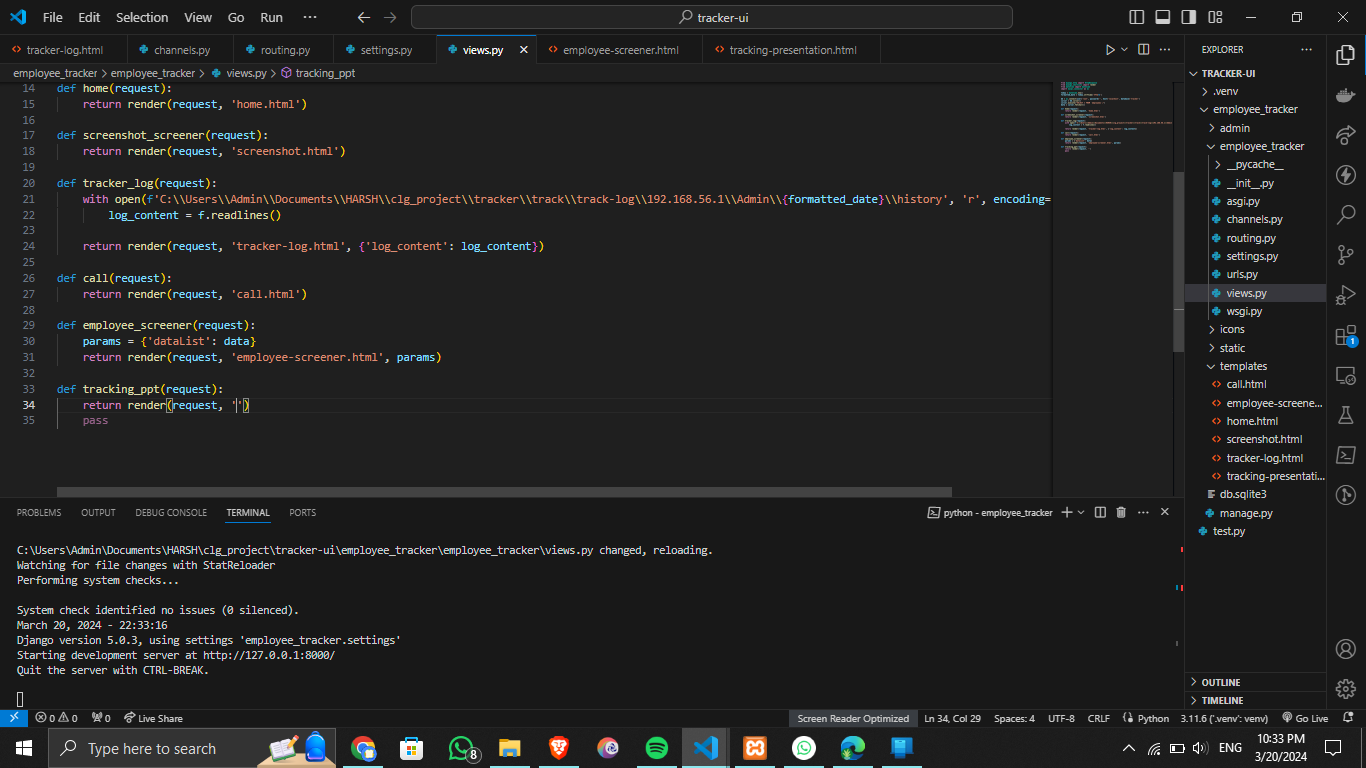 File Edit Selection View Go Run ··· tracker-ui
tracker-log.html channels.py routing.py settings.py views.py employee-screener.html tracking-presentation.html
employee_tracker > employee_tracker > views.py > tracking_ppt
14 def home(request):
15 return render(request, 'home.html')
16
17 def screenshot_screener(request):
18 return render(request, 'screenshot.html')
19
20 def tracker_log(request):
21 with open(f'C:\\Users\\Admin\\Documents\\HARSH\\clg_project\\tracker\\track\\track-log\\192.168.56.1\\Admin\\{formatted_date}\\history', 'r', encoding=
22 log_content = f.readlines()
23
24 return render(request, 'tracker-log.html', {'log_content': log_content})
25
26 def call(request):
27 return render(request, 'call.html')
28
29 def employee_screener(request):
30 params = {'dataList': data}
31 return render(request, 'employee-screener.html', params)
32
33 def tracking_ppt(request):
34 return render(request, '')
35 pass
EXPLORER ···
TRACKER-UI
.venv
employee_tracker
admin
employee_tracker
__pycache__
__init__.py
asgi.py
channels.py
routing.py
settings.py
urls.py
views.py
wsgi.py
icons
static
templates
call.html
employee-screene...
home.html
screenshot.html
tracker-log.html
tracking-presentati...
db.sqlite3
manage.py
test.py
OUTLINE
TIMELINE
1
PROBLEMS OUTPUT DEBUG CONSOLE TERMINAL PORTS python - employee_tracker
C:\Users\Admin\Documents\HARSH\clg_project\tracker-ui\employee_tracker\employee_tracker\views.py changed, reloading.
Watching for file changes with StatReloader
Performing system checks...
System check identified no issues (0 silenced).
March 20, 2024 - 22:33:16
Django version 5.0.3, using settings 'employee_tracker.settings'
Starting development server at http://127.0.0.1:8000/
Quit the server with CTRL-BREAK.
0 0 0 Live Share Screen Reader Optimized Ln 34, Col 29 Spaces: 4 UTF-8 CRLF Python 3.11.6 ('.venv': venv) Go Live
Type here to search 8 ENG 10:33 PM
3/20/2024